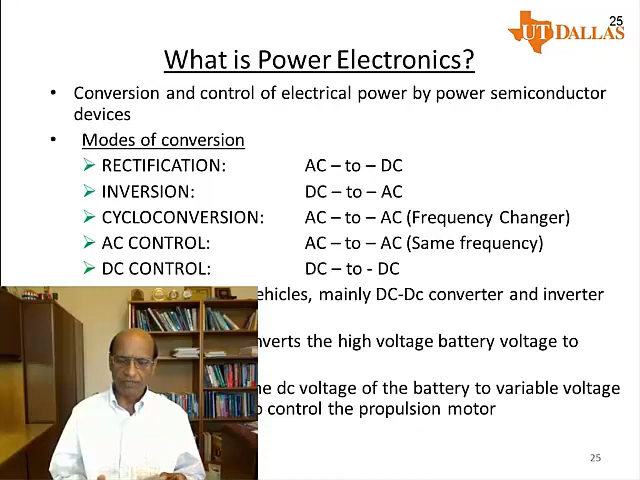 25
UT DALLAS
What is Power Electronics?
• Conversion and control of electrical power by power semiconductor
devices
• Modes of conversion
➢ RECTIFICATION: AC – to – DC
➢ INVERSION: DC – to – AC
➢ CYCLOCONVERSION: AC – to – AC (Frequency Changer)
➢ AC CONTROL: AC – to – AC (Same frequency)
➢ DC CONTROL: DC – to - DC
ehicles, mainly DC-Dc converter and inverter
nverts the high voltage battery voltage to
he dc voltage of the battery to variable voltage
o control the propulsion motor
25